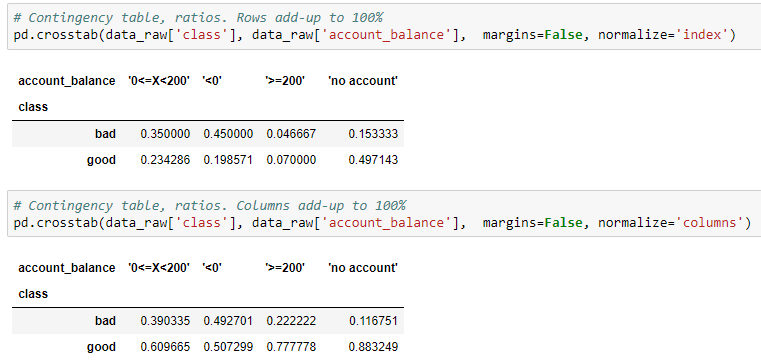 # Contingency table, ratios. Rows add-up to 100%
pd.crosstab(data_raw['class'], data_raw['account_balance'],  margins=False, normalize='index')
account_balance '0<=X<200' '<0' '>=200' 'no account'
class
bad 0.350000 0.450000 0.046667 0.153333
good 0.234286 0.198571 0.070000 0.497143
# Contingency table, ratios. Columns add-up to 100%
pd.crosstab(data_raw['class'], data_raw['account_balance'],  margins=False, normalize='columns')
account_balance '0<=X<200' '<0' '>=200' 'no account'
class
bad 0.390335 0.492701 0.222222 0.116751
good 0.609665 0.507299 0.777778 0.883249